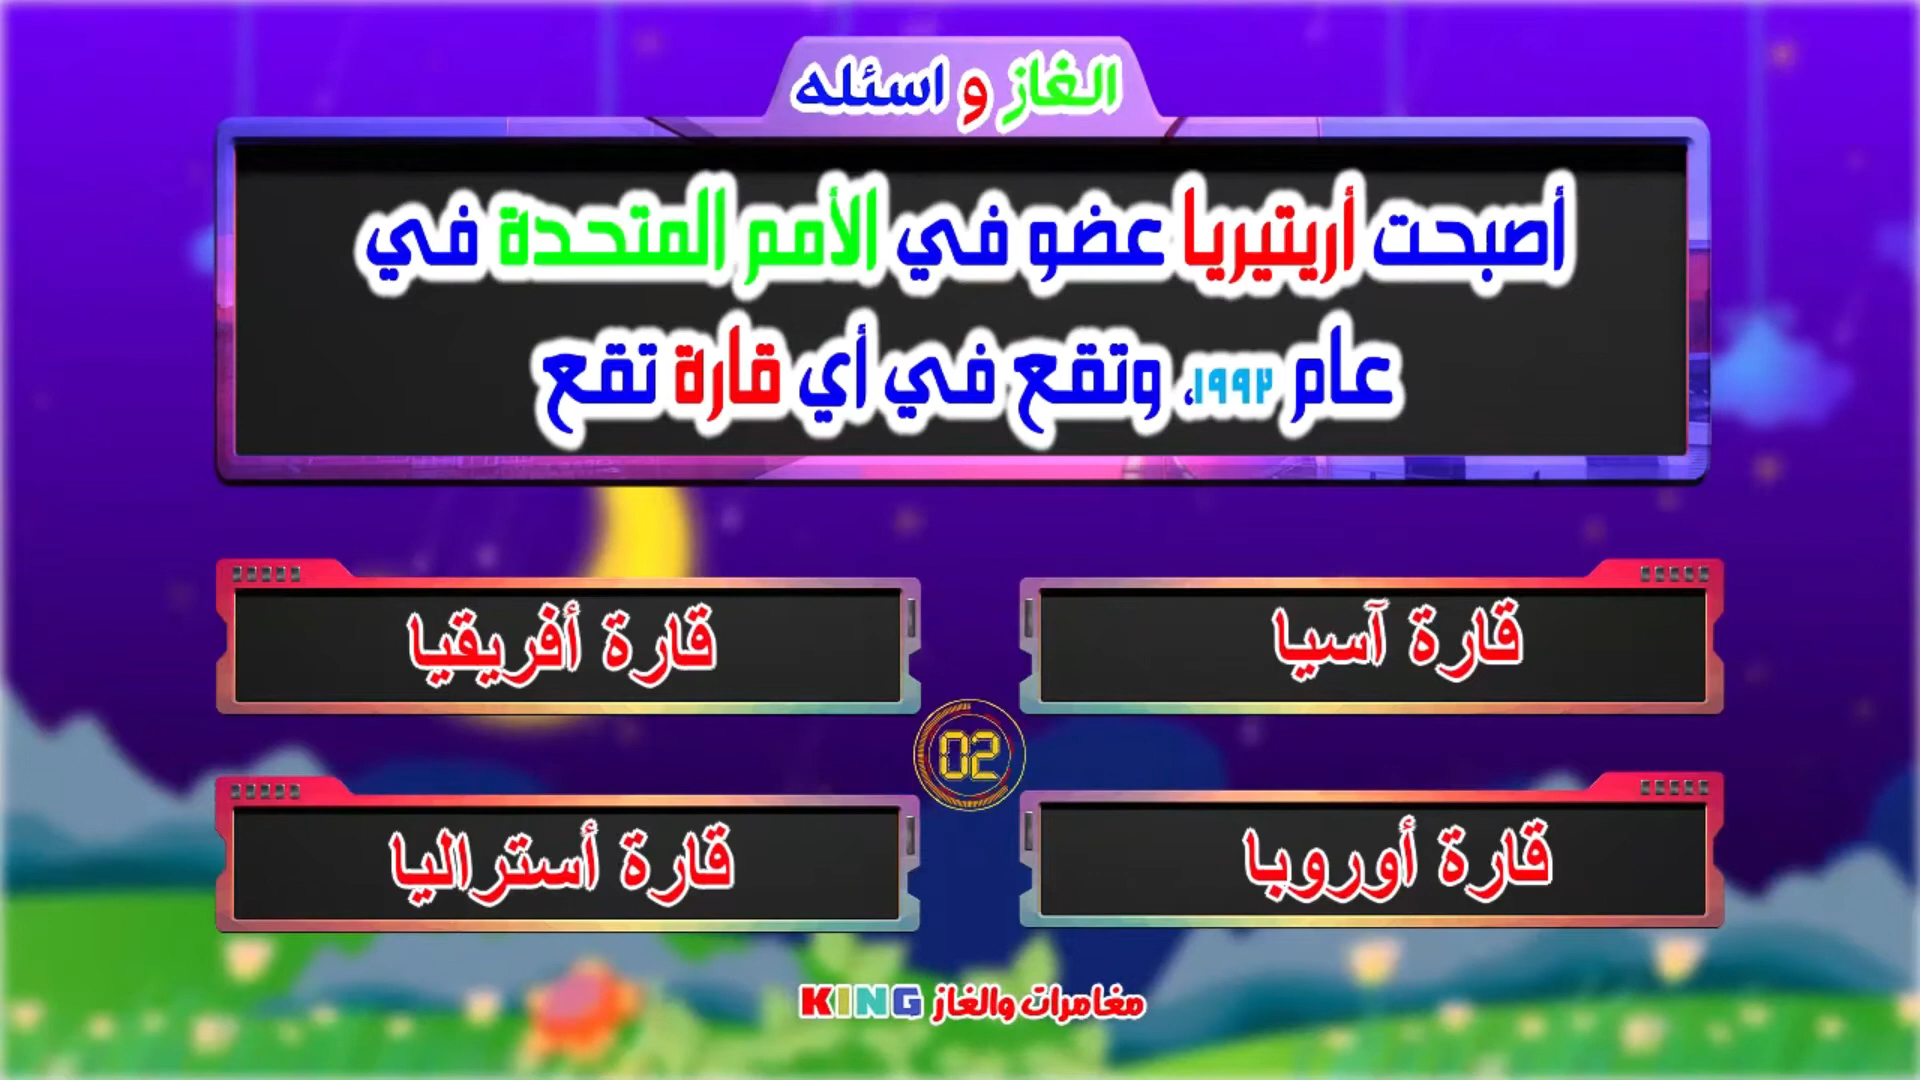 الغاز و اسئله
أصبحت أريتيريا عضو في الأمم المتحدة في
عام ١٩٩٢، وتقع في أي قارة تقع
قارة آسيا
قارة أفريقيا
02
قارة أوروبا
قارة أستراليا
مغامرات والغاز KING